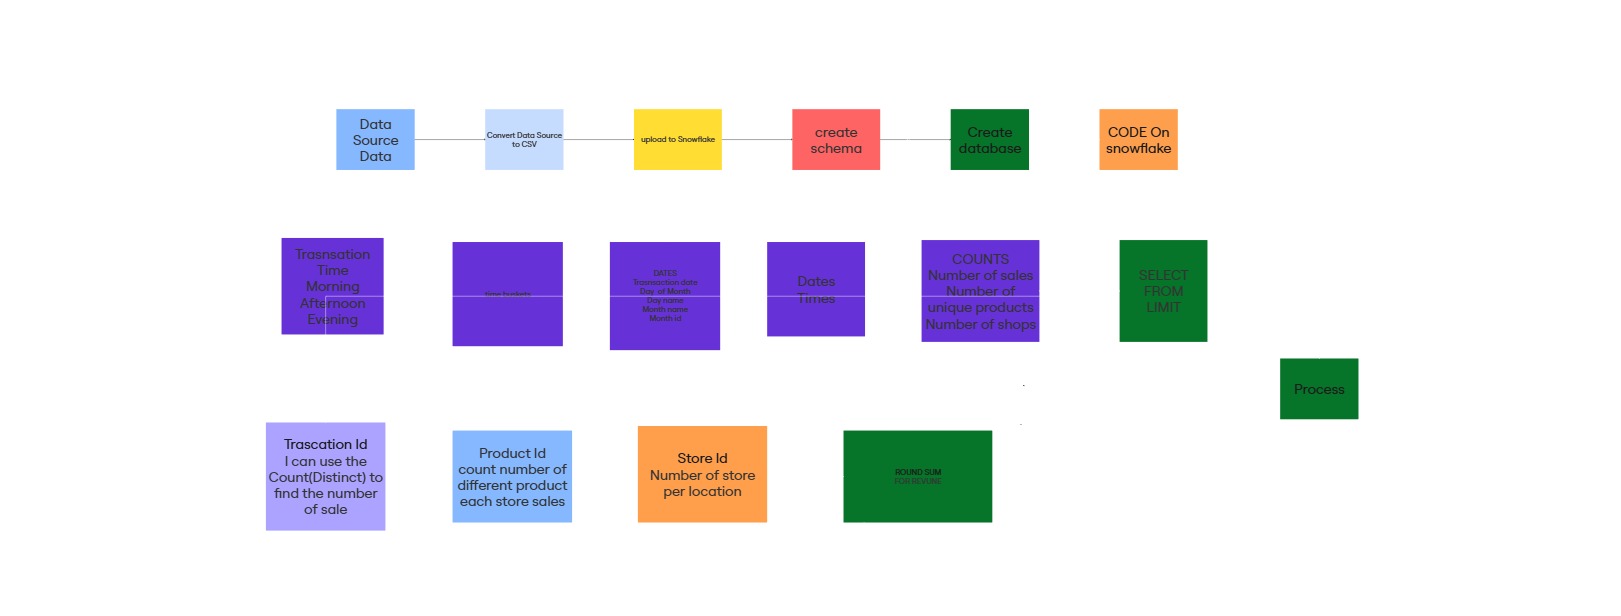 Data
Source
Data
Convert Data Source
to CSV
upload to Snowflake
create
schema
Create
database
CODE On
snowflake
Trasnsation
Time
Morning
Afternoon
Evening
time buckets
DATES
Trasnsaction date
Day  of Month
Day name
Month name
Month id
Dates
Times
COUNTS
Number of sales
Number of
unique products
Number of shops
SELECT
FROM
LIMIT
Process
Trascation Id
I can use the
Count(Distinct) to
find the number
of sale
Product Id
count number of
different product
each store sales
Store Id
Number of store
per location
ROUND SUM
FOR REVUNE